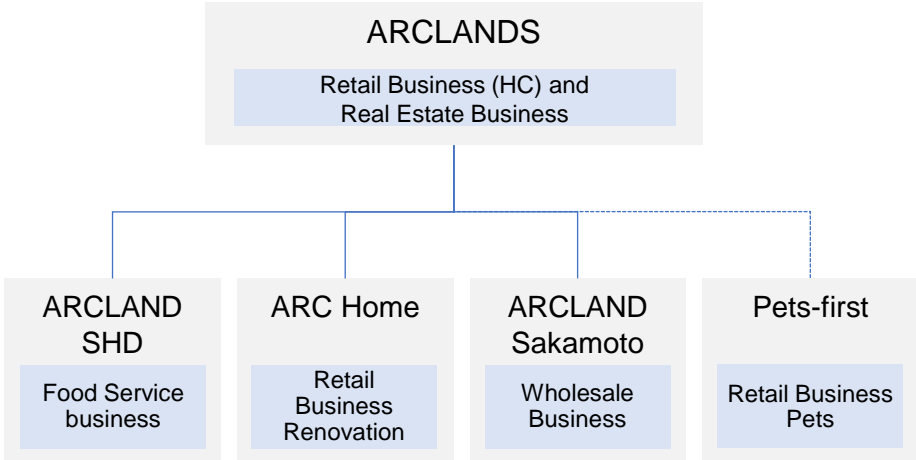 ARCLANDS
Retail Business (HC) and
Real Estate Business
ARCLAND
SHD
Food Service
business
ARC Home
Retail
Business
Renovation
ARCLAND
Sakamoto
Wholesale
Business
Pets-first
Retail Business
Pets